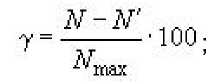 γ = (N − N′) / N_max · 100 ;